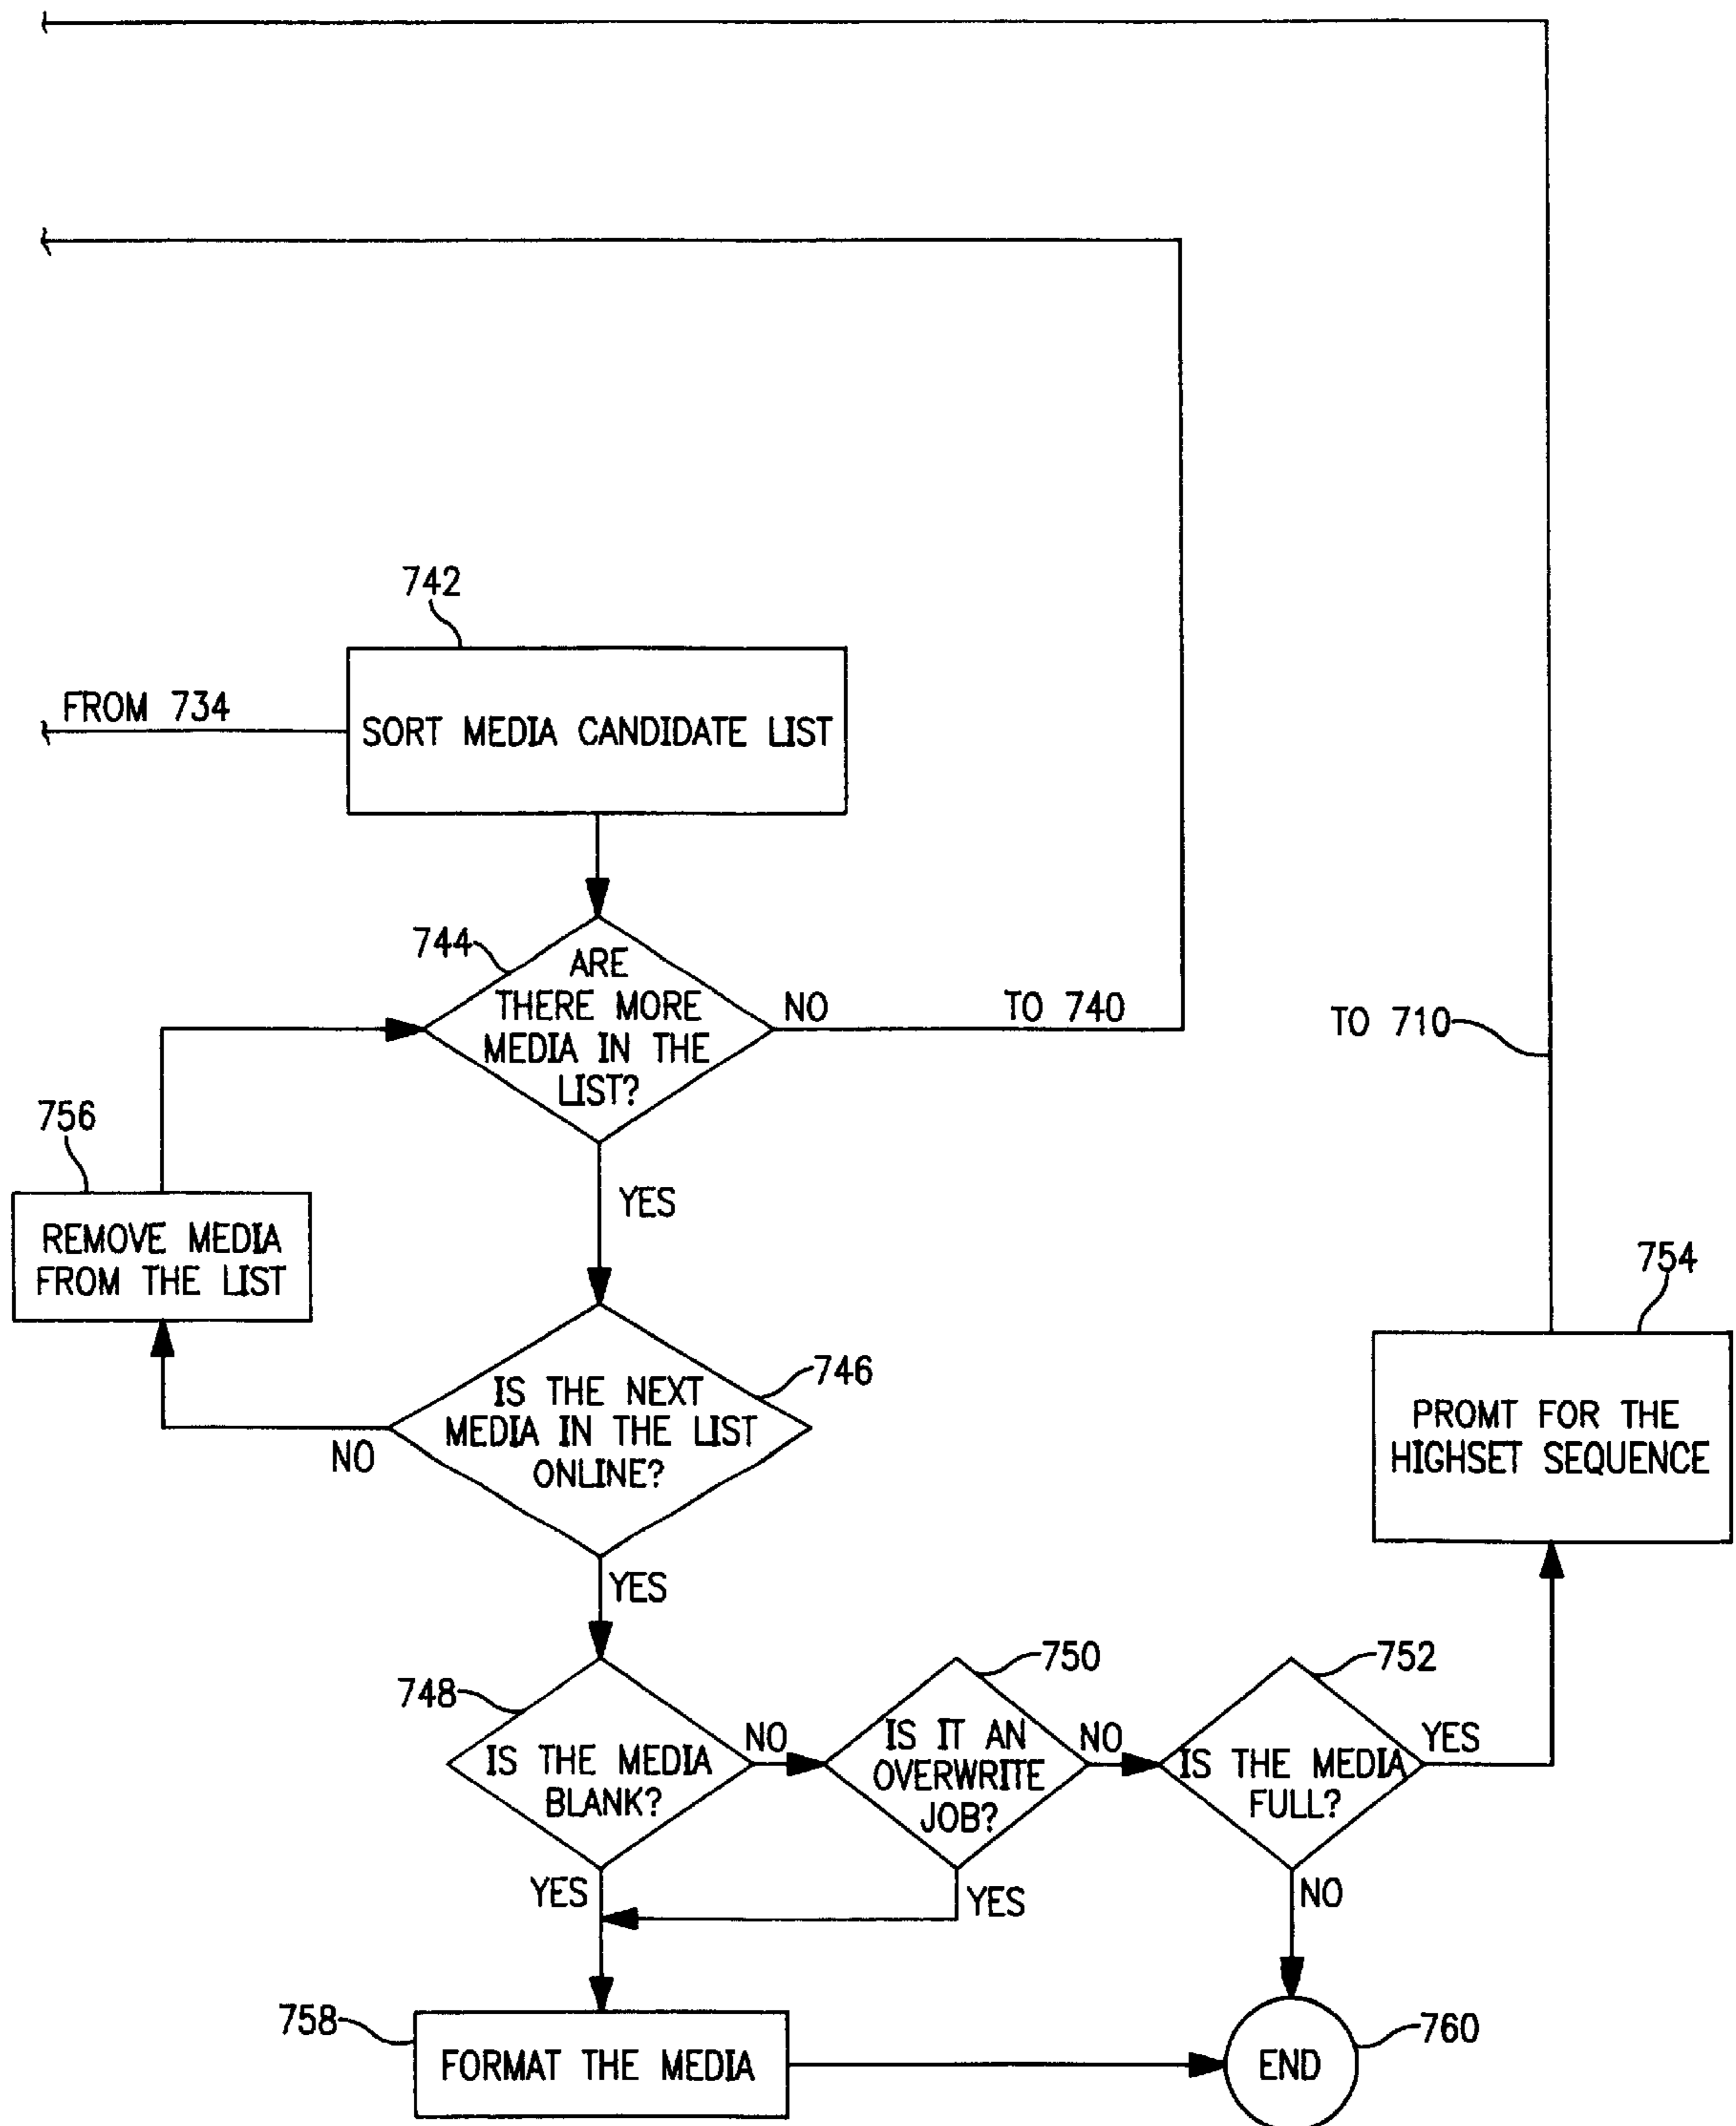 742
FROM 734
SORT MEDIA CANDIDATE LIST
744
ARE
THERE MORE
MEDIA IN THE
LIST?
NO
TO 740
TO 710
756
YES
REMOVE MEDIA
FROM THE LIST
754
746
IS THE NEXT
MEDIA IN THE LIST
ONLINE?
NO
PROMT FOR THE
HIGHSET SEQUENCE
YES
748
750
752
IS THE MEDIA
BLANK?
NO
IS IT AN
OVERWRITE
JOB?
NO
IS THE MEDIA
FULL?
YES
YES
YES
NO
758
FORMAT THE MEDIA
END
760